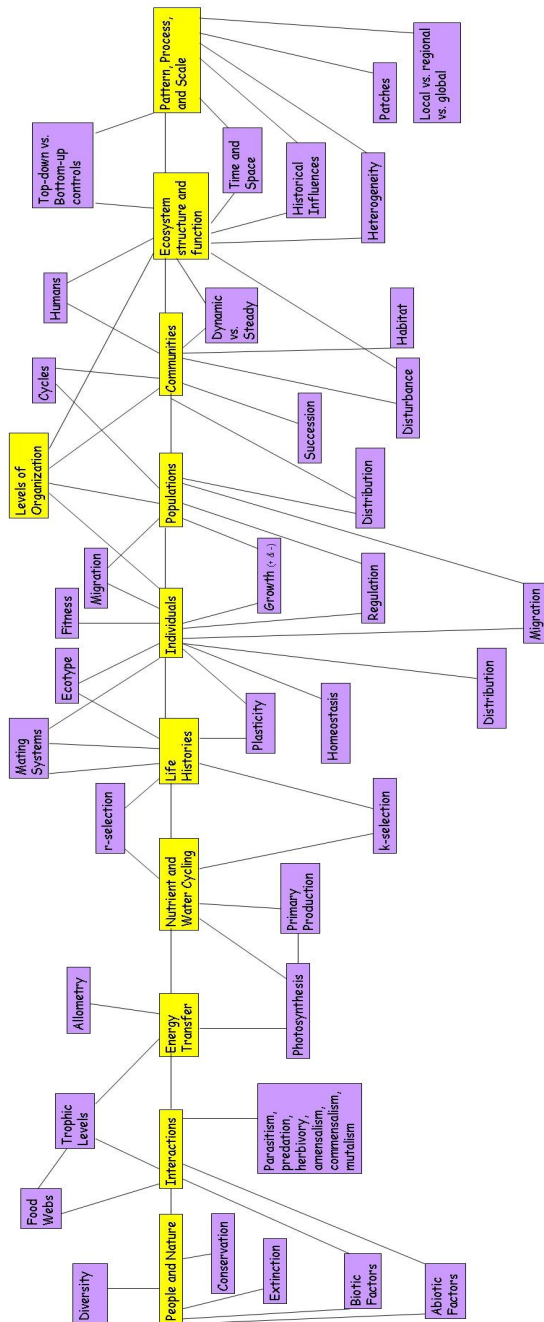 Levels of
Organization
Mating
Systems
Ecotype
Fitness
Migration
Cycles
Humans
Top-down vs.
Bottom-up
controls
Food
Webs
Trophic
Levels
Allometry
r-selection
Diversity
People and Nature
Interactions
Energy
Transfer
Nutrient and
Water Cycling
Life
Histories
Individuals
Populations
Communities
Ecosystem
structure and
function
Pattern, Process,
and Scale
Conservation
Extinction
Biotic
Factors
Abiotic
Factors
Parasitism,
predation,
herbivory,
amensalism,
commensalism,
mutalism
Photosynthesis
Primary
Production
k-selection
Plasticity
Homeostasis
Distribution
Migration
Growth (+ & -)
Regulation
Distribution
Succession
Disturbance
Habitat
Dynamic
vs.
Steady
Time and
Space
Historical
Influences
Heterogeneity
Patches
Local vs. regional
vs. global